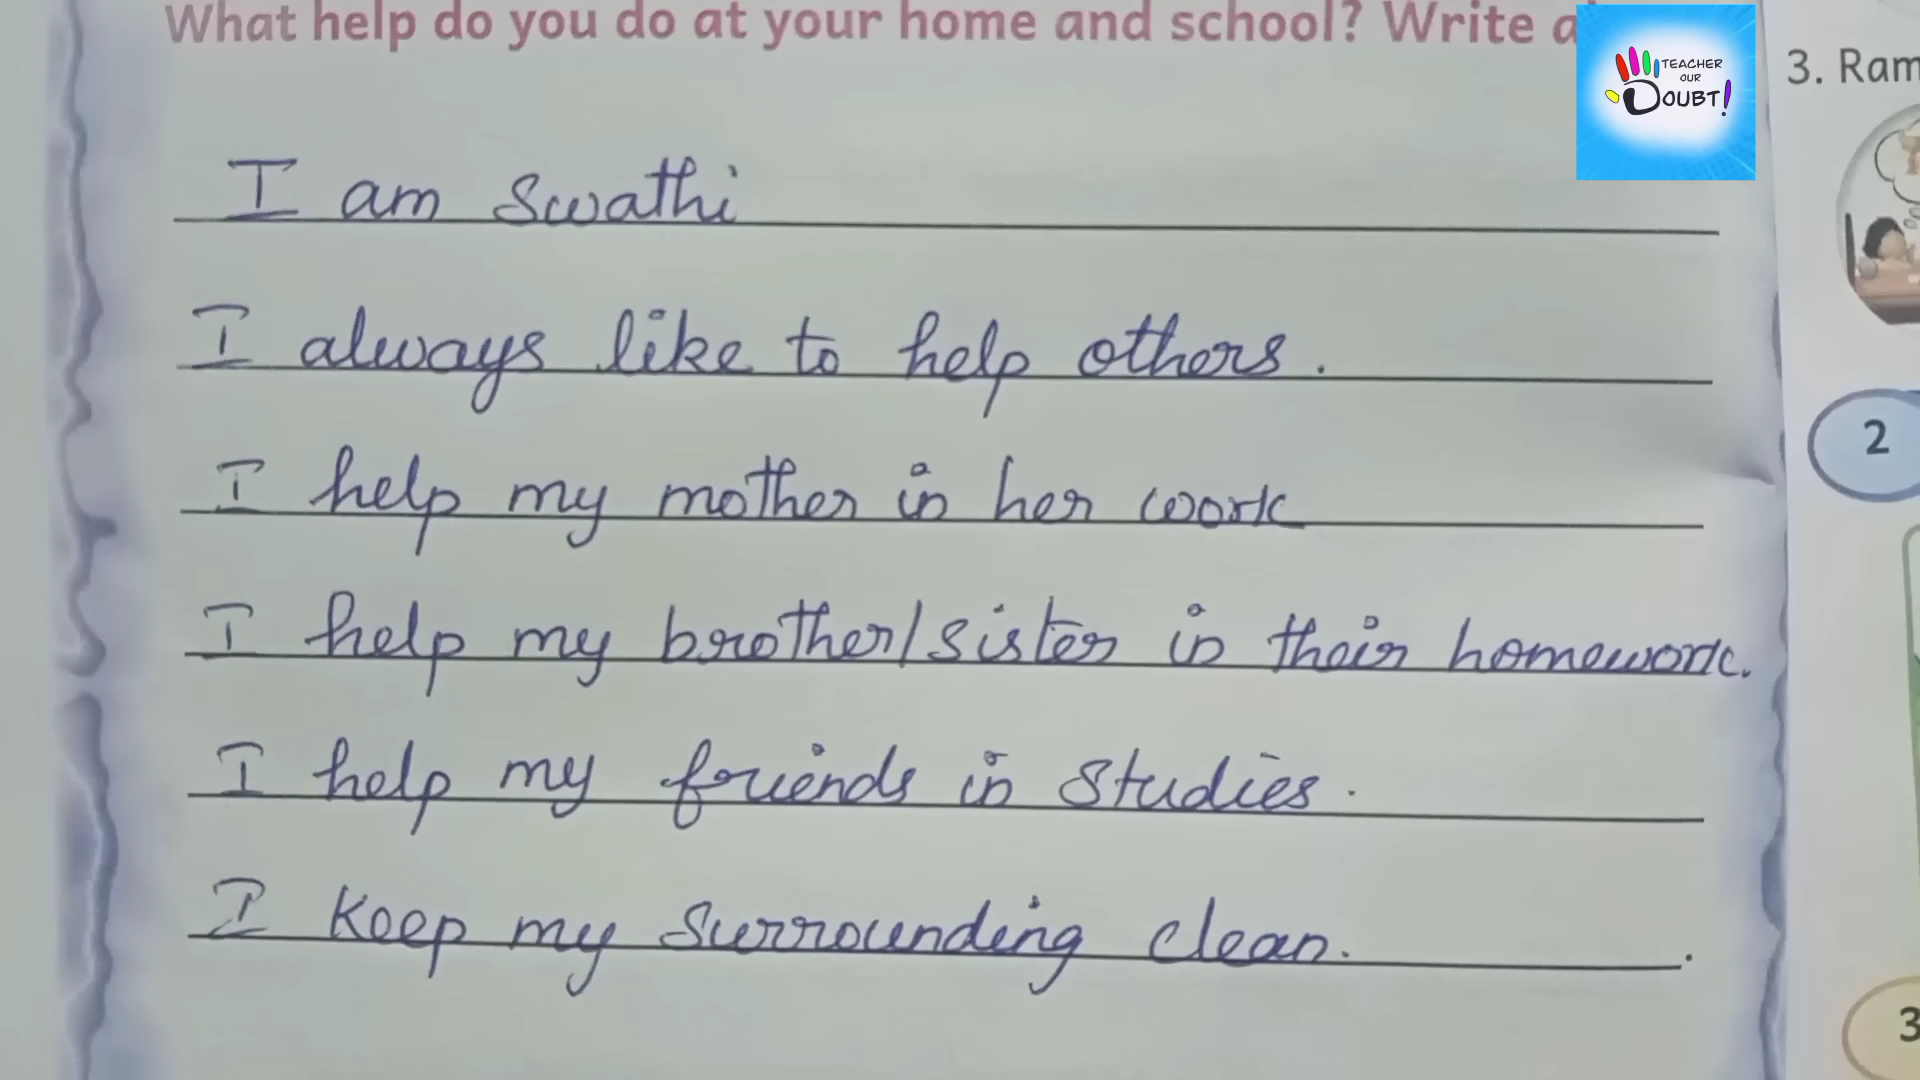 What help do you do at your home and school? Write
TEACHER
OUR
DOUBT!
3. Ram
I am Swathi
I always like to help others.
2
I help my mother in her work
I help my brother/sister in their homework.
I help my friends in studies.
I keep my surrounding clean.
3